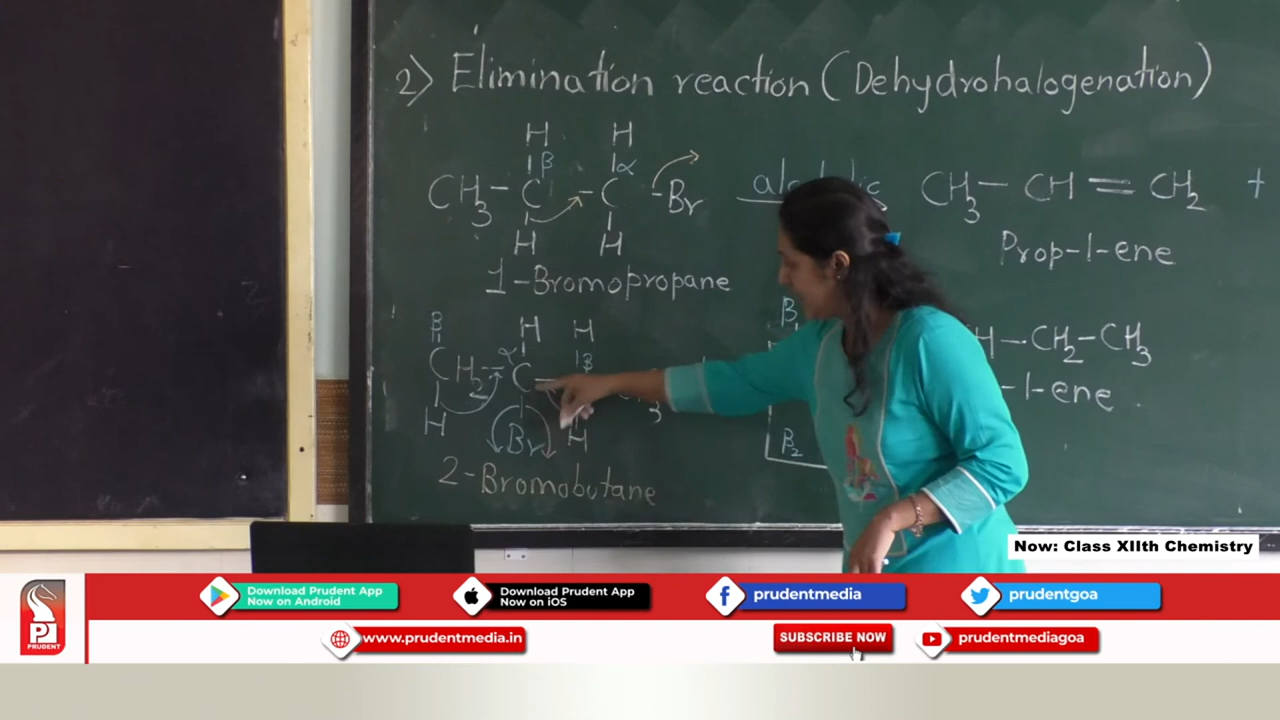 2) Elimination reaction (Dehydrohalogenation)
H H
β α
CH3 - C - C - Br CH3 - CH = CH2 +
H H
1-Bromopropane Prop-1-ene
β H H β
α β
CH2 - C - CH2 - CH3
H Br H 3
2-Bromobutane -1-ene
β2
Now: Class XIIth Chemistry
Download Prudent App
Now on Android
Download Prudent App
Now on iOS
prudentmedia
prudentgoa
PRUDENT
www.prudentmedia.in
SUBSCRIBE NOW
prudentmediagoa